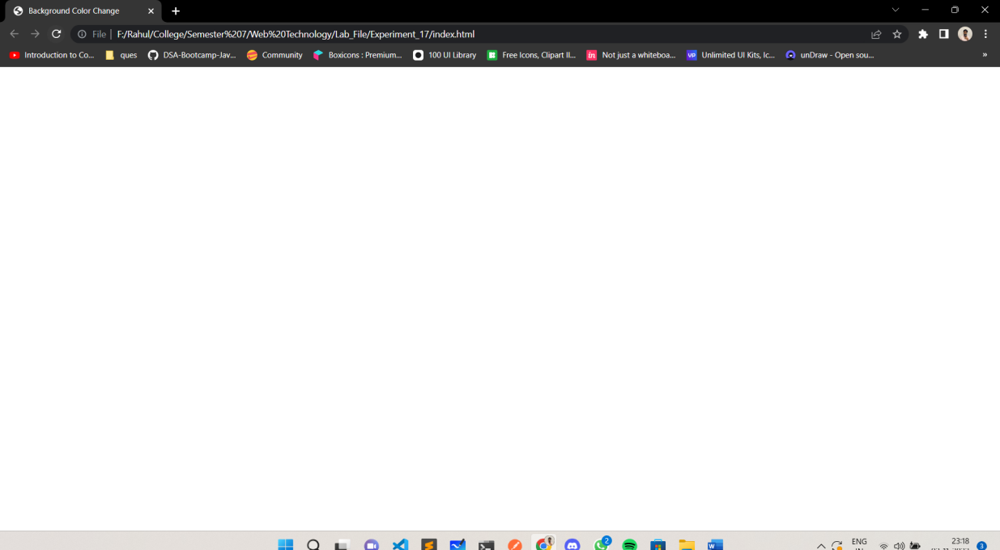 Background Color Change
File | F:/Rahul/College/Semester%207/Web%20Technology/Lab_File/Experiment_17/index.html
Introduction to Co... ques DSA-Bootcamp-Jav... Community Boxicons : Premium... 100 UI Library Free Icons, Clipart Il... Not just a whiteboa... Unlimited UI Kits, Ic... unDraw - Open sou... »
2
ENG 23:18 3